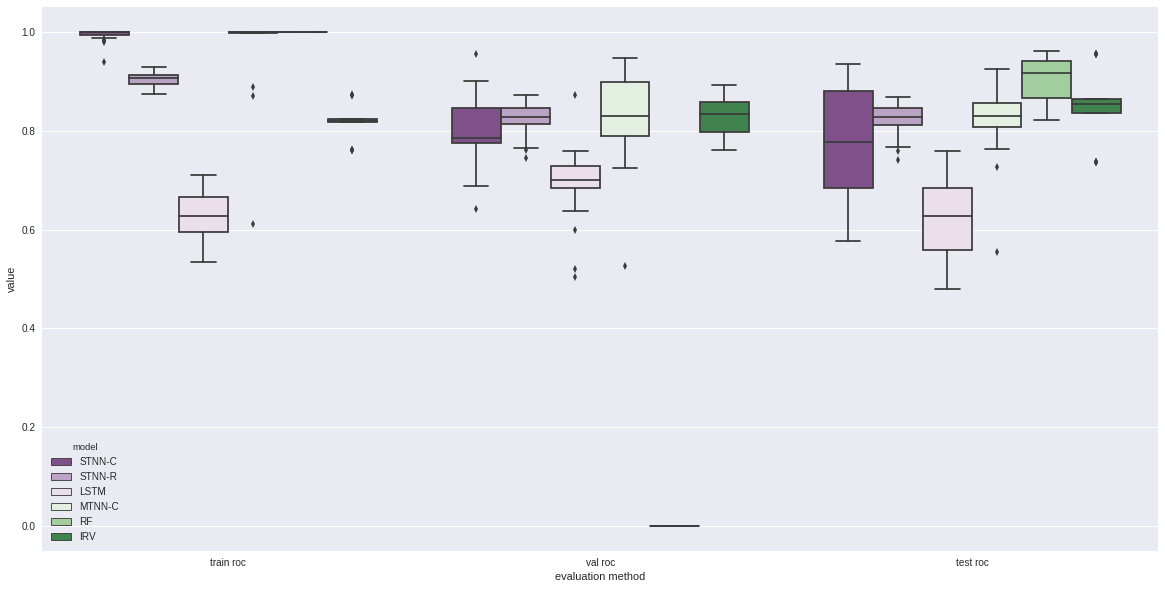 1.0
0.8
0.6
0.4
0.2
0.0
value
model
STNN-C
STNN-R
LSTM
MTNN-C
RF
IRV
train roc
val roc
test roc
evaluation method